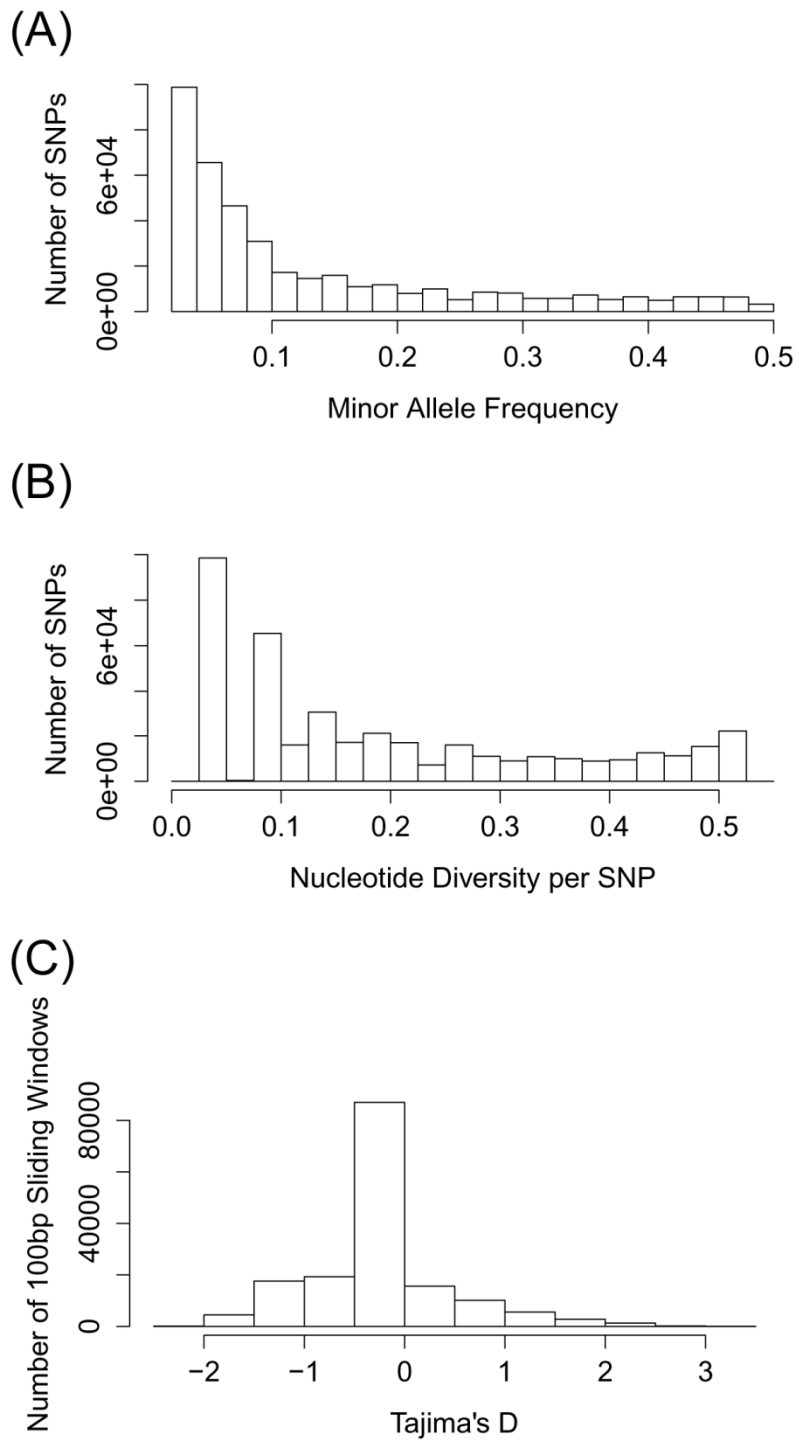 (A)
Number of SNPs
0e+00 6e+04
0.1 0.2 0.3 0.4 0.5
Minor Allele Frequency
(B)
Number of SNPs
0e+00 6e+04
0.0 0.1 0.2 0.3 0.4 0.5
Nucleotide Diversity per SNP
(C)
Number of 100bp Sliding Windows
0 40000 80000
−2 −1 0 1 2 3
Tajima's D